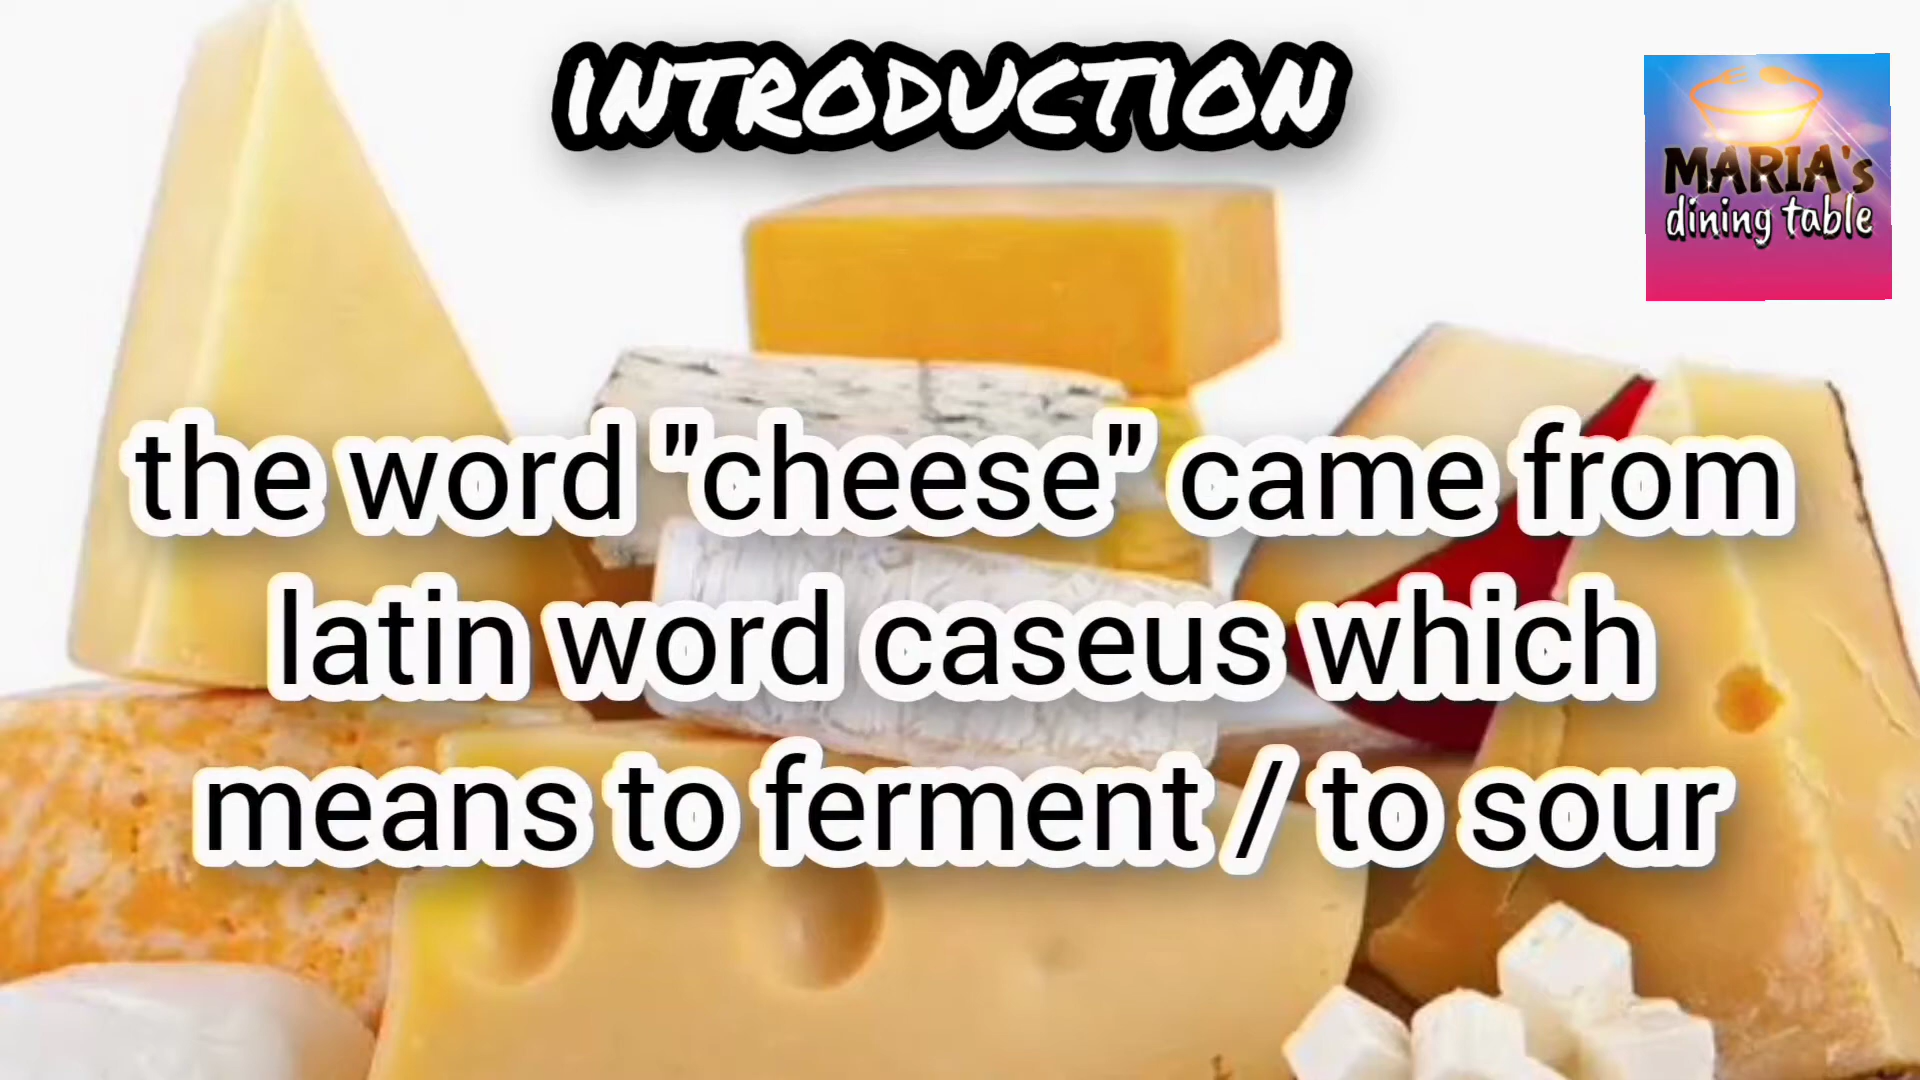 INTRODUCTION
MARIA's
dining table
the word "cheese" came from
latin word caseus which
means to ferment / to sour